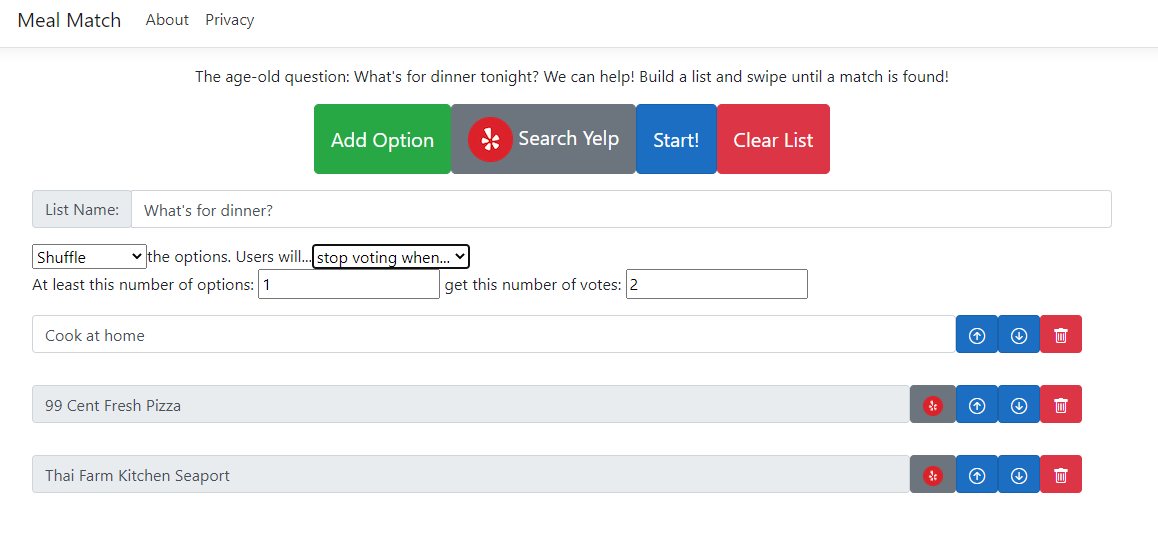 Meal Match About Privacy
The age-old question: What's for dinner tonight? We can help! Build a list and swipe until a match is found!
Add Option Search Yelp Start! Clear List
List Name: What's for dinner?
Shuffle the options. Users will... stop voting when...
At least this number of options: 1 get this number of votes: 2
Cook at home
99 Cent Fresh Pizza
Thai Farm Kitchen Seaport